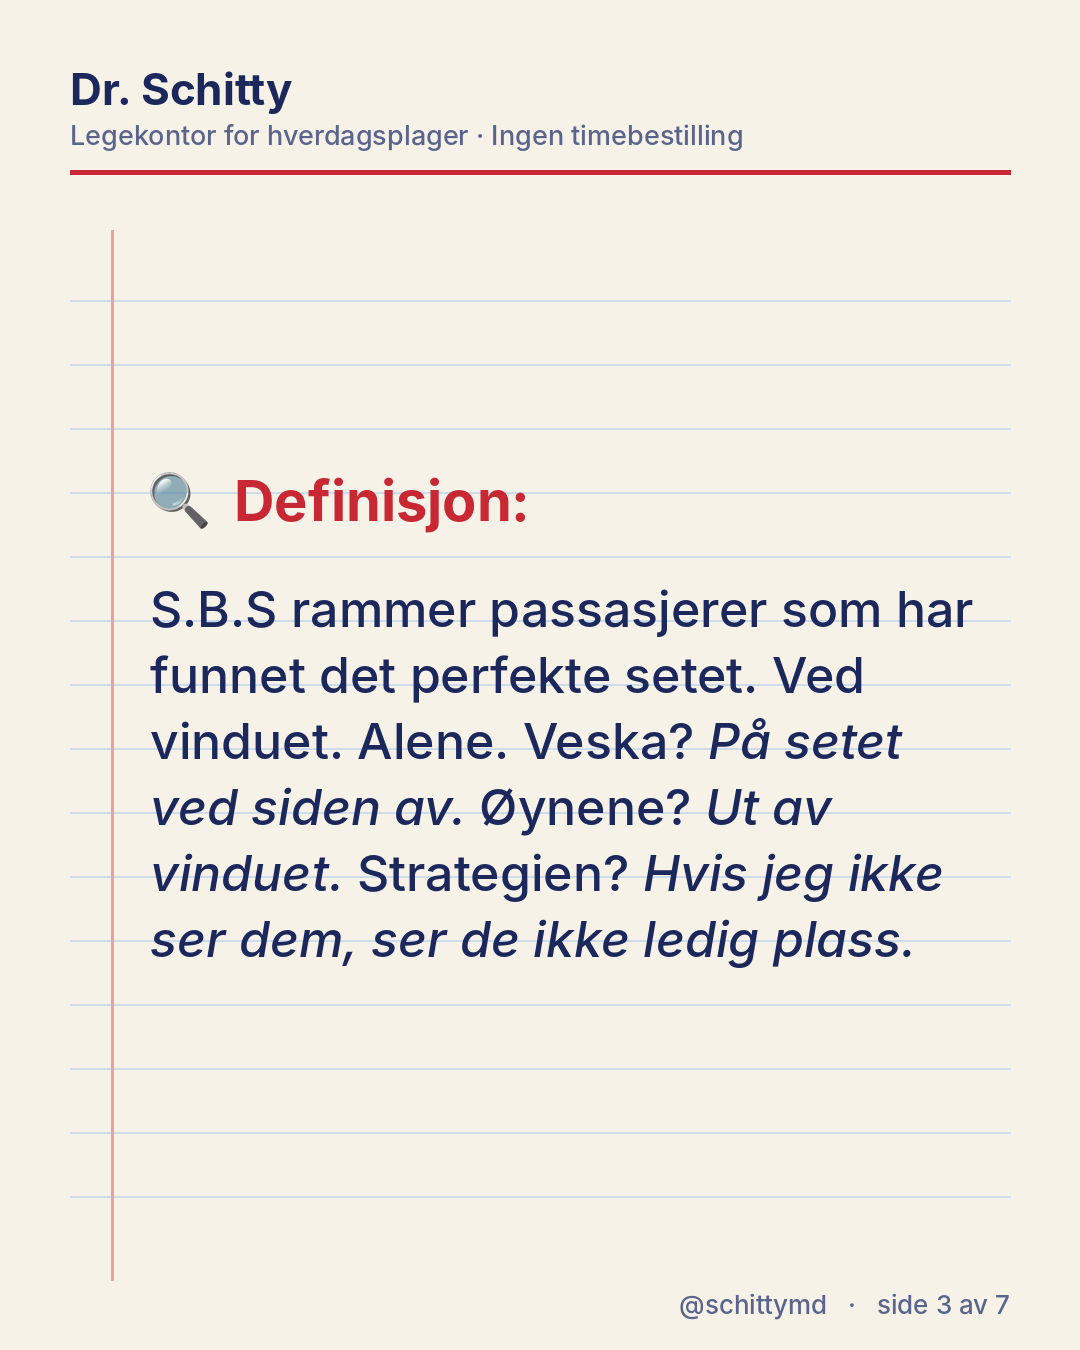 Dr. Schitty
Legekontor for hverdagsplager · Ingen timebestilling
🔍 Definisjon:
S.B.S rammer passasjerer som har
funnet det perfekte setet. Ved
vinduet. Alene. Veska? På setet
ved siden av. Øynene? Ut av
vinduet. Strategien? Hvis jeg ikke
ser dem, ser de ikke ledig plass.
@schittymd · side 3 av 7